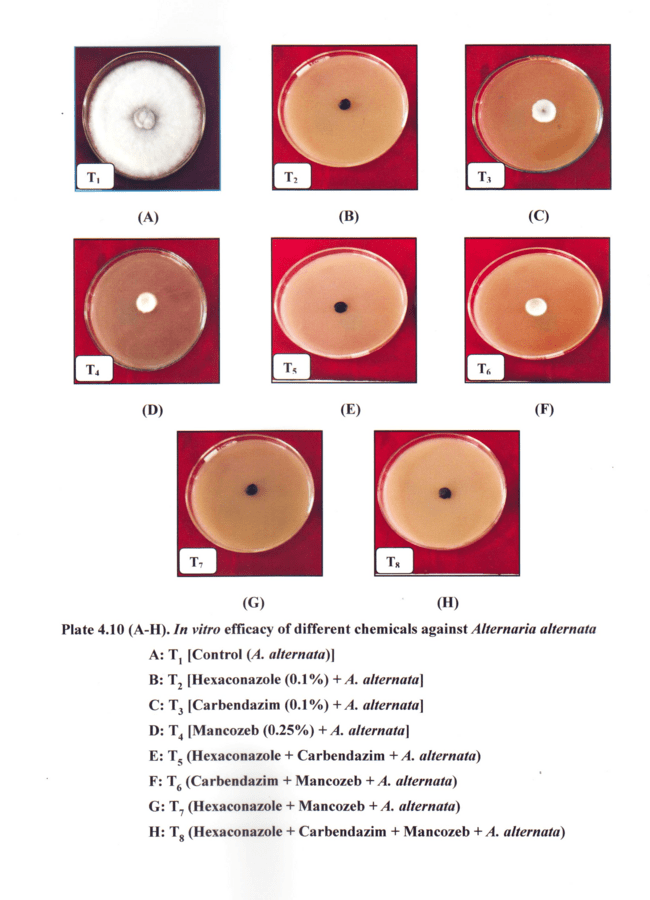 T1
T2
T3
(A)
(B)
(C)
T4
T5
T6
(D)
(E)
(F)
T7
T8
(G)
(H)
Plate 4.10 (A-H). In vitro efficacy of different chemicals against Alternaria alternata
A: T1 [Control (A. alternata)]
B: T2 [Hexaconazole (0.1%) + A. alternata]
C: T3 [Carbendazim (0.1%) + A. alternata]
D: T4 [Mancozeb (0.25%) + A. alternata]
E: T5 (Hexaconazole + Carbendazim + A. alternata)
F: T6 (Carbendazim + Mancozeb + A. alternata)
G: T7 (Hexaconazole + Mancozeb + A. alternata)
H: T8 (Hexaconazole + Carbendazim + Mancozeb + A. alternata)